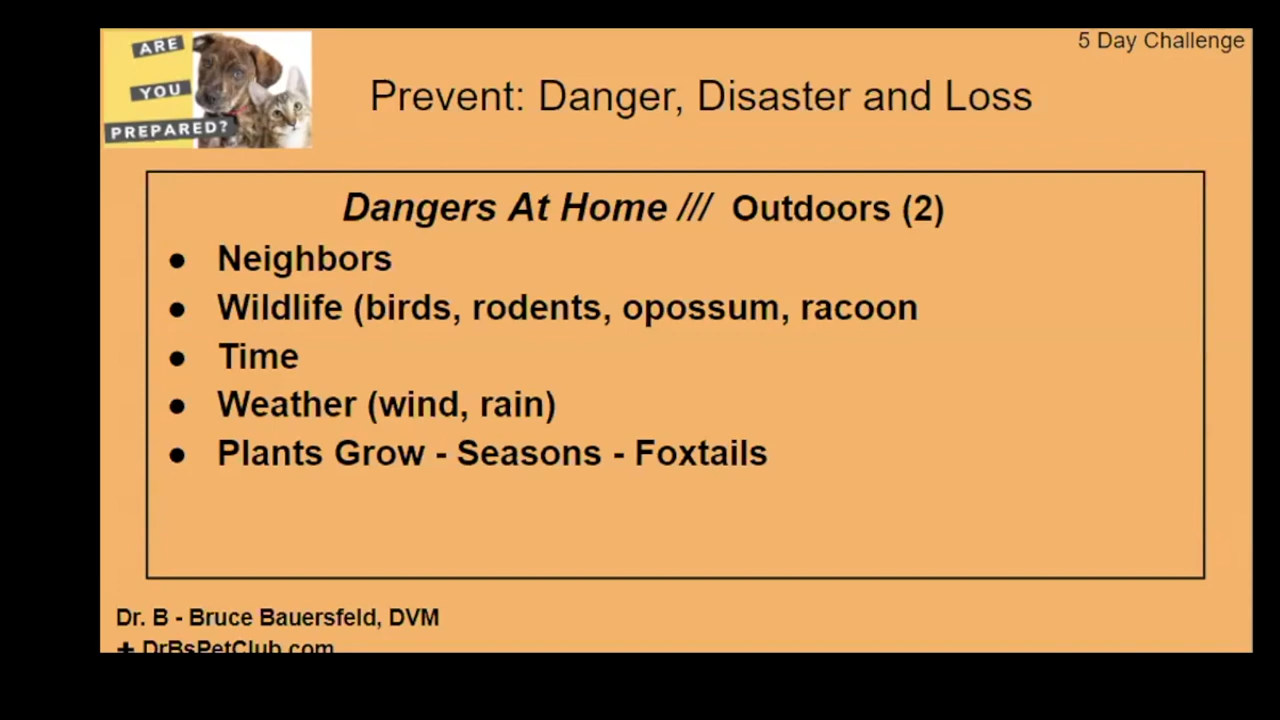 5 Day Challenge
ARE
YOU
PREPARED?
Prevent: Danger, Disaster and Loss
Dangers At Home /// Outdoors (2)
● Neighbors
● Wildlife (birds, rodents, opossum, racoon
● Time
● Weather (wind, rain)
● Plants Grow - Seasons - Foxtails
Dr. B - Bruce Bauersfeld, DVM
+ DrBsPetClub.com